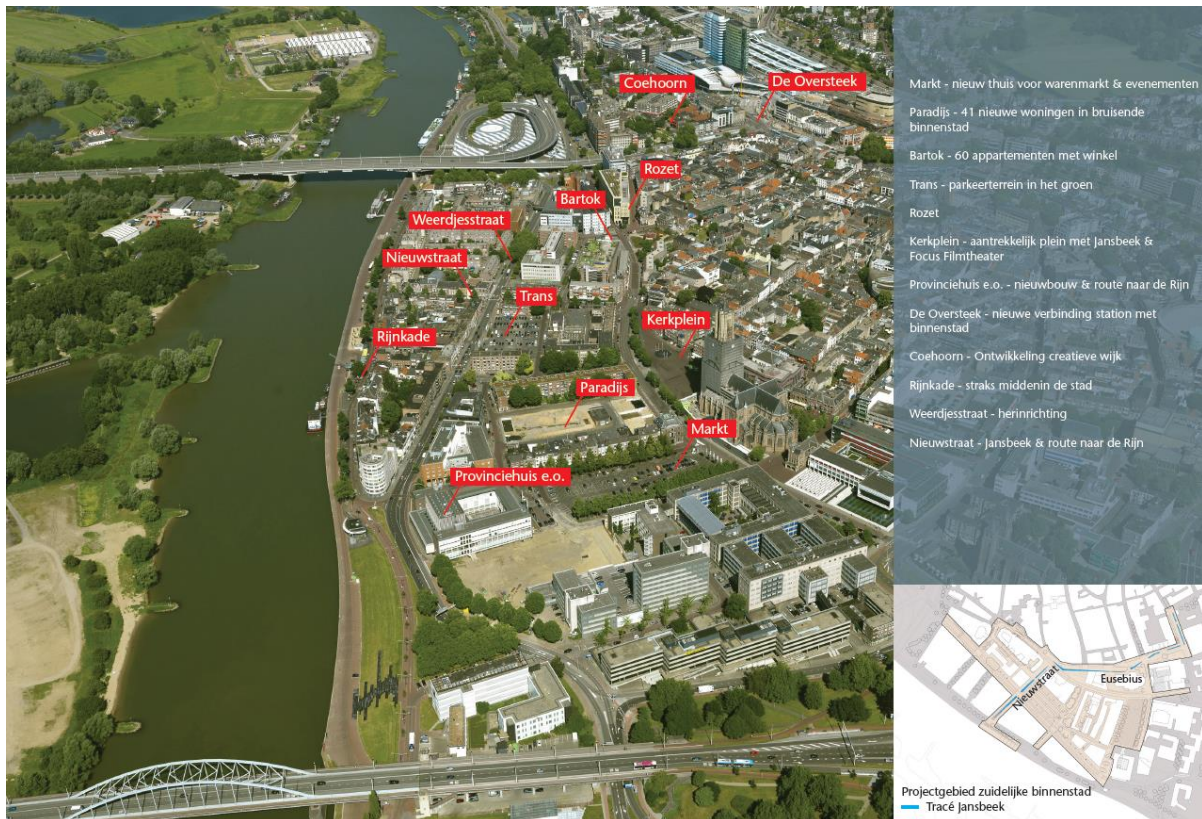 Coehoorn
De Oversteek
Rozet
Bartok
Weerdjesstraat
Nieuwstraat
Trans
Kerkplein
Rijnkade
Paradijs
Markt
Provinciehuis e.o.
Markt - nieuw thuis voor warenmarkt & evenementen
Paradijs - 41 nieuwe woningen in bruisende
binnenstad
Bartok - 60 appartementen met winkel
Trans - parkeerterrein in het groen
Rozet
Kerkplein - aantrekkelijk plein met Jansbeek &
Focus Filmtheater
Provinciehuis e.o. - nieuwbouw & route naar de Rijn
De Oversteek - nieuwe verbinding station met
binnenstad
Coehoorn - Ontwikkeling creatieve wijk
Rijnkade - straks middenin de stad
Weerdjesstraat - herinrichting
Nieuwstraat - Jansbeek & route naar de Rijn
Nieuwstraat
Eusebius
Projectgebied zuidelijke binnenstad
Tracé Jansbeek